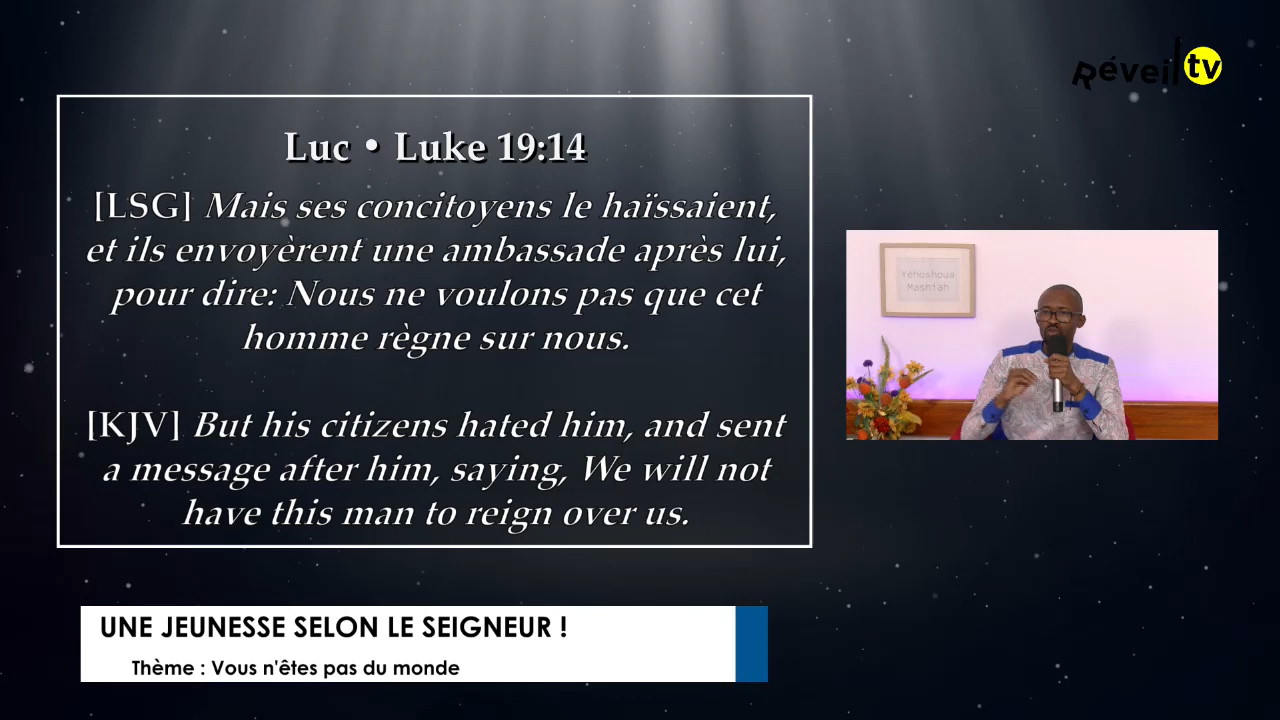 Réveil tv
Luc • Luke 19:14
[LSG] Mais ses concitoyens le haïssaient,
et ils envoyèrent une ambassade après lui,
pour dire: Nous ne voulons pas que cet
homme règne sur nous.
[KJV] But his citizens hated him, and sent
a message after him, saying, We will not
have this man to reign over us.
Yéhoshoua
Mashiah
UNE JEUNESSE SELON LE SEIGNEUR !
Thème : Vous n'êtes pas du monde